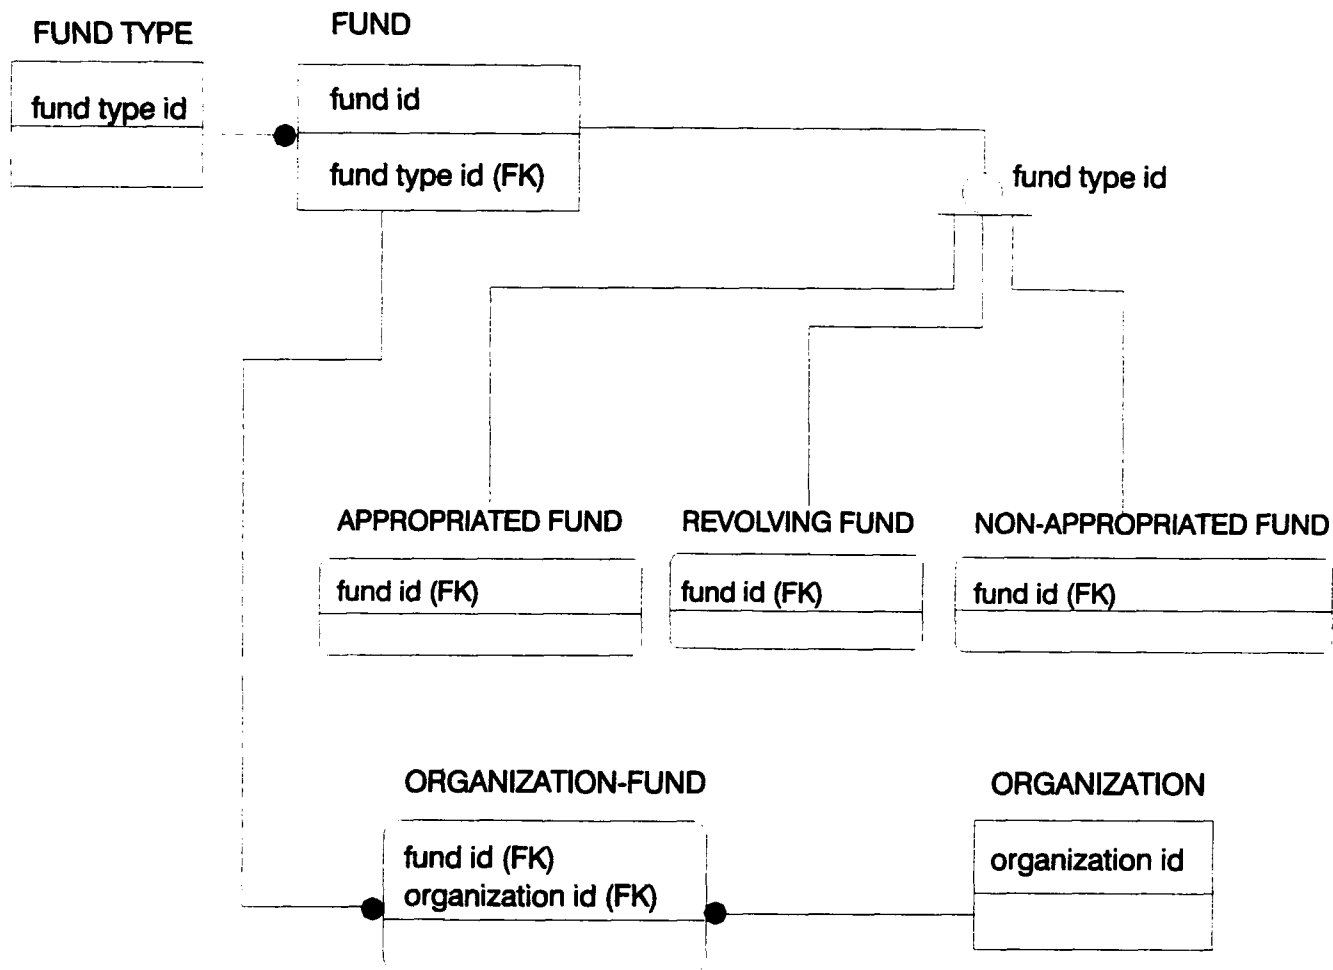 FUND TYPE
fund type id
FUND
fund id
fund type id (FK)
fund type id
APPROPRIATED FUND
fund id (FK)
REVOLVING FUND
fund id (FK)
NON-APPROPRIATED FUND
fund id (FK)
ORGANIZATION-FUND
fund id (FK)
organization id (FK)
ORGANIZATION
organization id